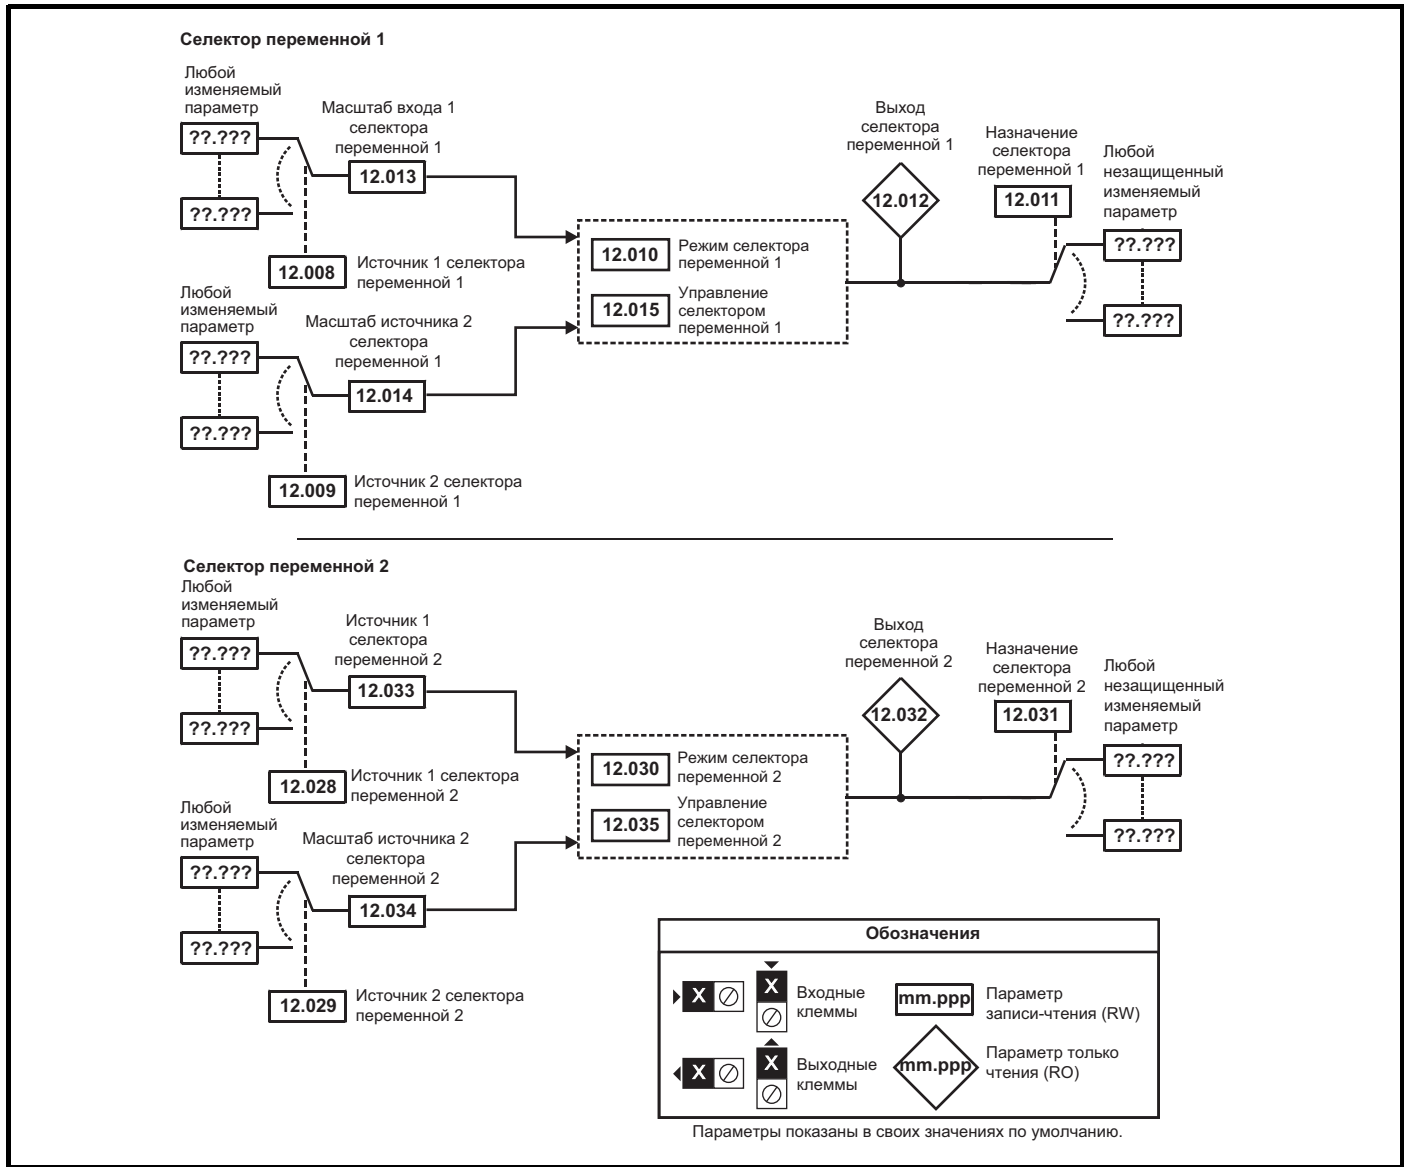 Селектор переменной 1
Любой
изменяемый
параметр
??.???
??.???
Масштаб входа 1
селектора
переменной 1
12.013
12.008
Источник 1 селектора
переменной 1
Любой
изменяемый
параметр
??.???
??.???
Масштаб источника 2
селектора
переменной 1
12.014
12.009
Источник 2 селектора
переменной 1
12.010
Режим селектора
переменной 1
12.015
Управление
селектором
переменной 1
Выход
селектора
переменной 1
12.012
Назначение
селектора
переменной 1
12.011
Любой
незащищенный
изменяемый
параметр
??.???
??.???
Селектор переменной 2
Любой
изменяемый
параметр
??.???
??.???
Источник 1
селектора
переменной 2
12.033
12.028
Источник 1 селектора
переменной 2
Любой
изменяемый
параметр
??.???
??.???
Масштаб источника 2
селектора
переменной 2
12.034
12.029
Источник 2 селектора
переменной 2
12.030
Режим селектора
переменной 2
12.035
Управление
селектором
переменной 2
Выход
селектора
переменной 2
12.032
Назначение
селектора
переменной 2
12.031
Любой
незащищенный
изменяемый
параметр
??.???
??.???
Обозначения
X
X
Входные
клеммы
mm.ppp
Параметр
записи-чтения (RW)
X
X
Выходные
клеммы
mm.ppp
Параметр только
чтения (RO)
Параметры показаны в своих значениях по умолчанию.